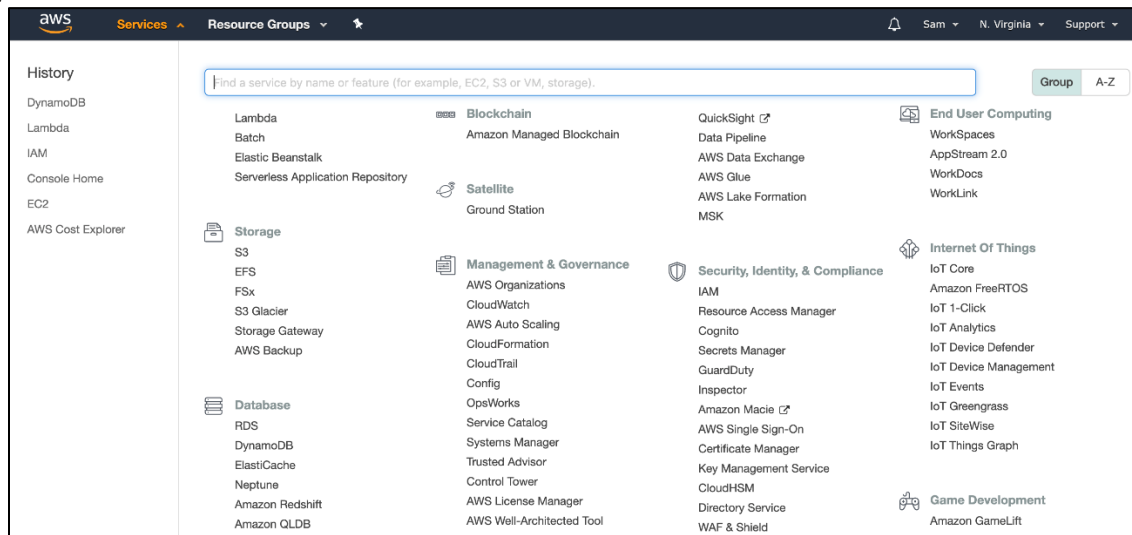 aws
Services
Resource Groups
Sam
N. Virginia
Support
History
DynamoDB
Lambda
IAM
Console Home
EC2
AWS Cost Explorer
Find a service by name or feature (for example, EC2, S3 or VM, storage).
Group
A-Z
Lambda
Batch
Elastic Beanstalk
Serverless Application Repository
Storage
S3
EFS
FSx
S3 Glacier
Storage Gateway
AWS Backup
Database
RDS
DynamoDB
ElastiCache
Neptune
Amazon Redshift
Amazon QLDB
Blockchain
Amazon Managed Blockchain
Satellite
Ground Station
Management & Governance
AWS Organizations
CloudWatch
AWS Auto Scaling
CloudFormation
CloudTrail
Config
OpsWorks
Service Catalog
Systems Manager
Trusted Advisor
Control Tower
AWS License Manager
AWS Well-Architected Tool
QuickSight
Data Pipeline
AWS Data Exchange
AWS Glue
AWS Lake Formation
MSK
Security, Identity, & Compliance
IAM
Resource Access Manager
Cognito
Secrets Manager
GuardDuty
Inspector
Amazon Macie
AWS Single Sign-On
Certificate Manager
Key Management Service
CloudHSM
Directory Service
WAF & Shield
End User Computing
WorkSpaces
AppStream 2.0
WorkDocs
WorkLink
Internet Of Things
IoT Core
Amazon FreeRTOS
IoT 1-Click
IoT Analytics
IoT Device Defender
IoT Device Management
IoT Events
IoT Greengrass
IoT SiteWise
IoT Things Graph
Game Development
Amazon GameLift